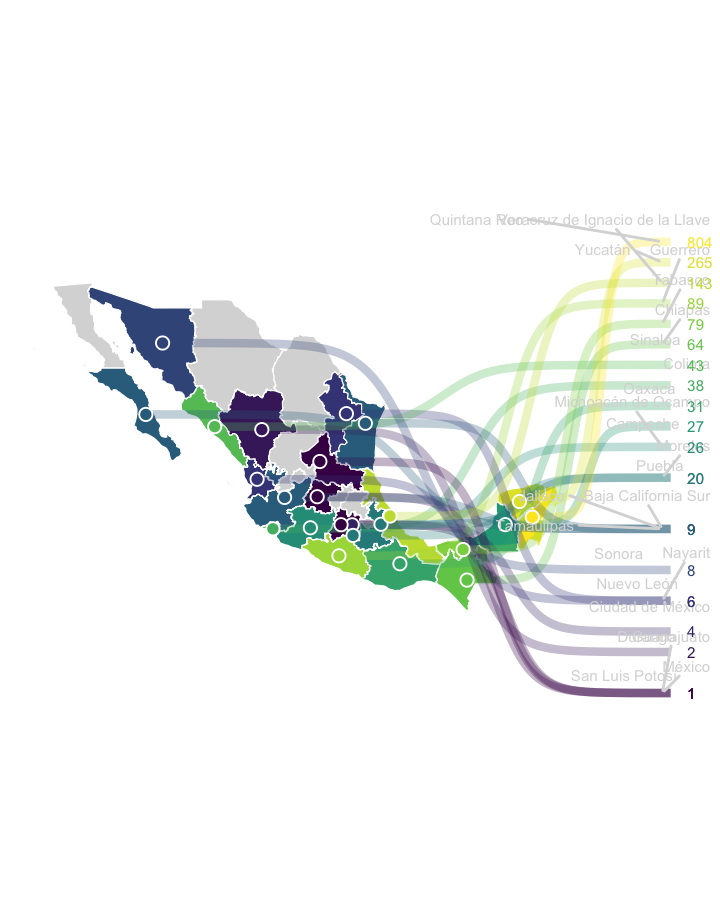 Quintana Roo
Veracruz de Ignacio de la Llave
804
Yucatán
Guerrero
265
Tabasco
143
89
Chiapas
79
Sinaloa
64
Colima
43
Oaxaca
38
Michoacán de Ocampo
31
Campeche
27
Morelos
26
Puebla
20
Jalisco
Baja California Sur
Tamaulipas
9
Sonora
Nayarit
8
Nuevo León
6
Ciudad de México
4
Durango
Guanajuato
2
México
San Luis Potosí
1